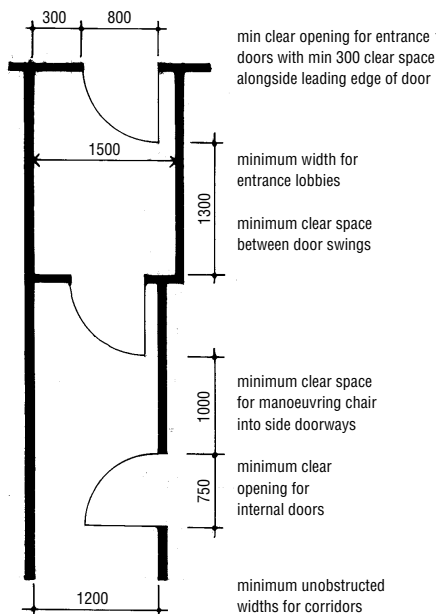 300 800
min clear opening for entrance
doors with min 300 clear space
alongside leading edge of door
1500
minimum width for
entrance lobbies
1300
minimum clear space
between door swings
minimum clear space
for manoeuvring chair
into side doorways
1000
minimum clear
opening for
internal doors
750
minimum unobstructed
widths for corridors
1200